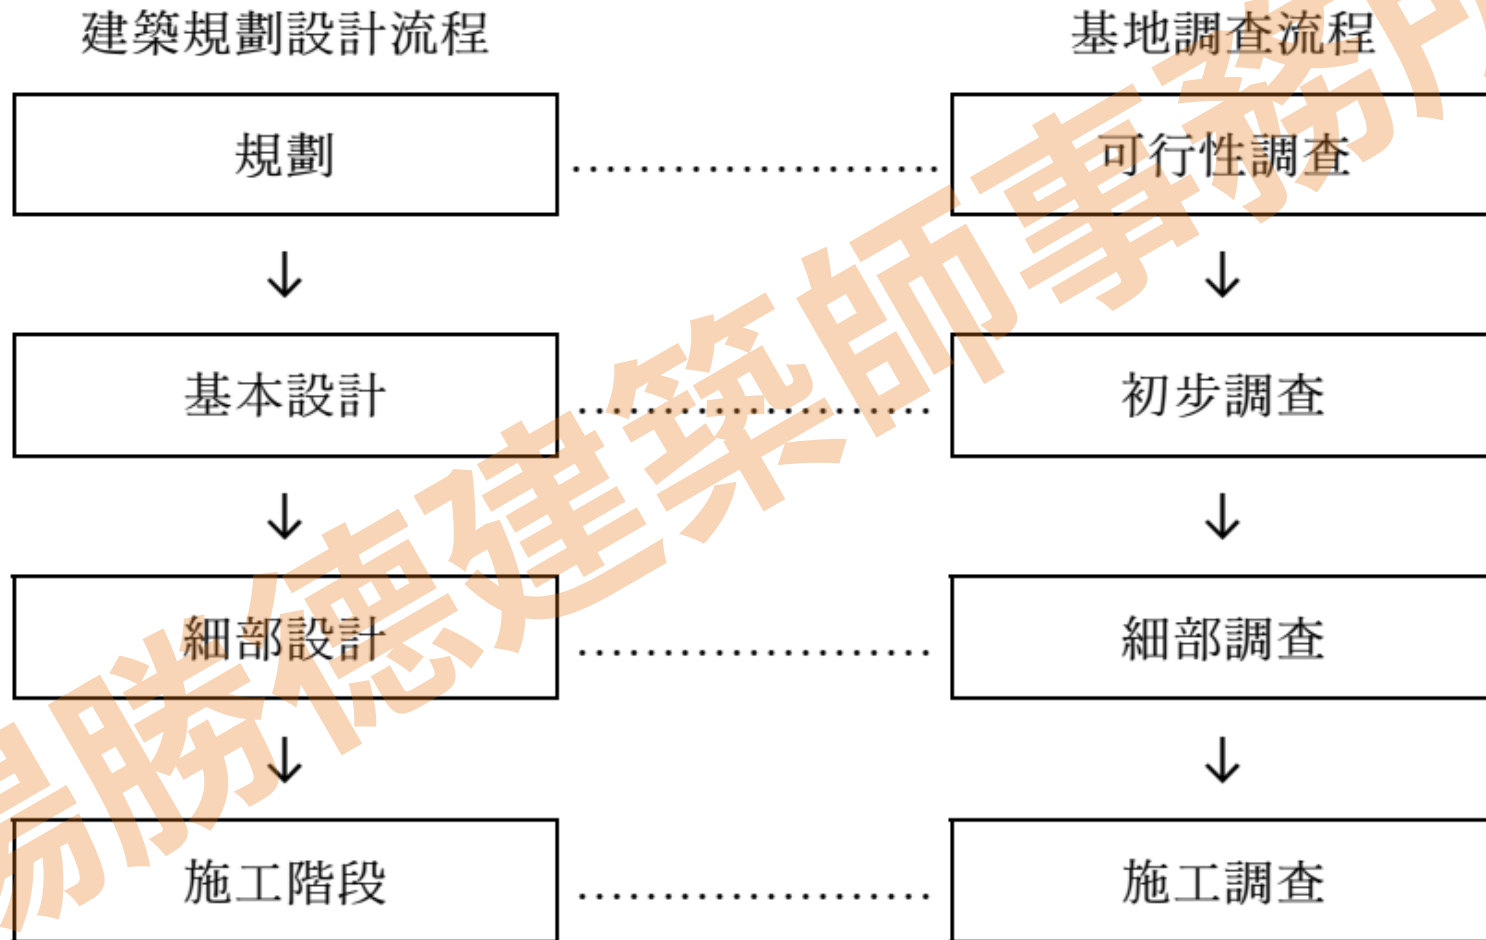 建築規劃設計流程 基地調查流程
規劃 可行性調查
基本設計 初步調查
細部設計 細部調查
施工階段 施工調查
勝德建築師事務